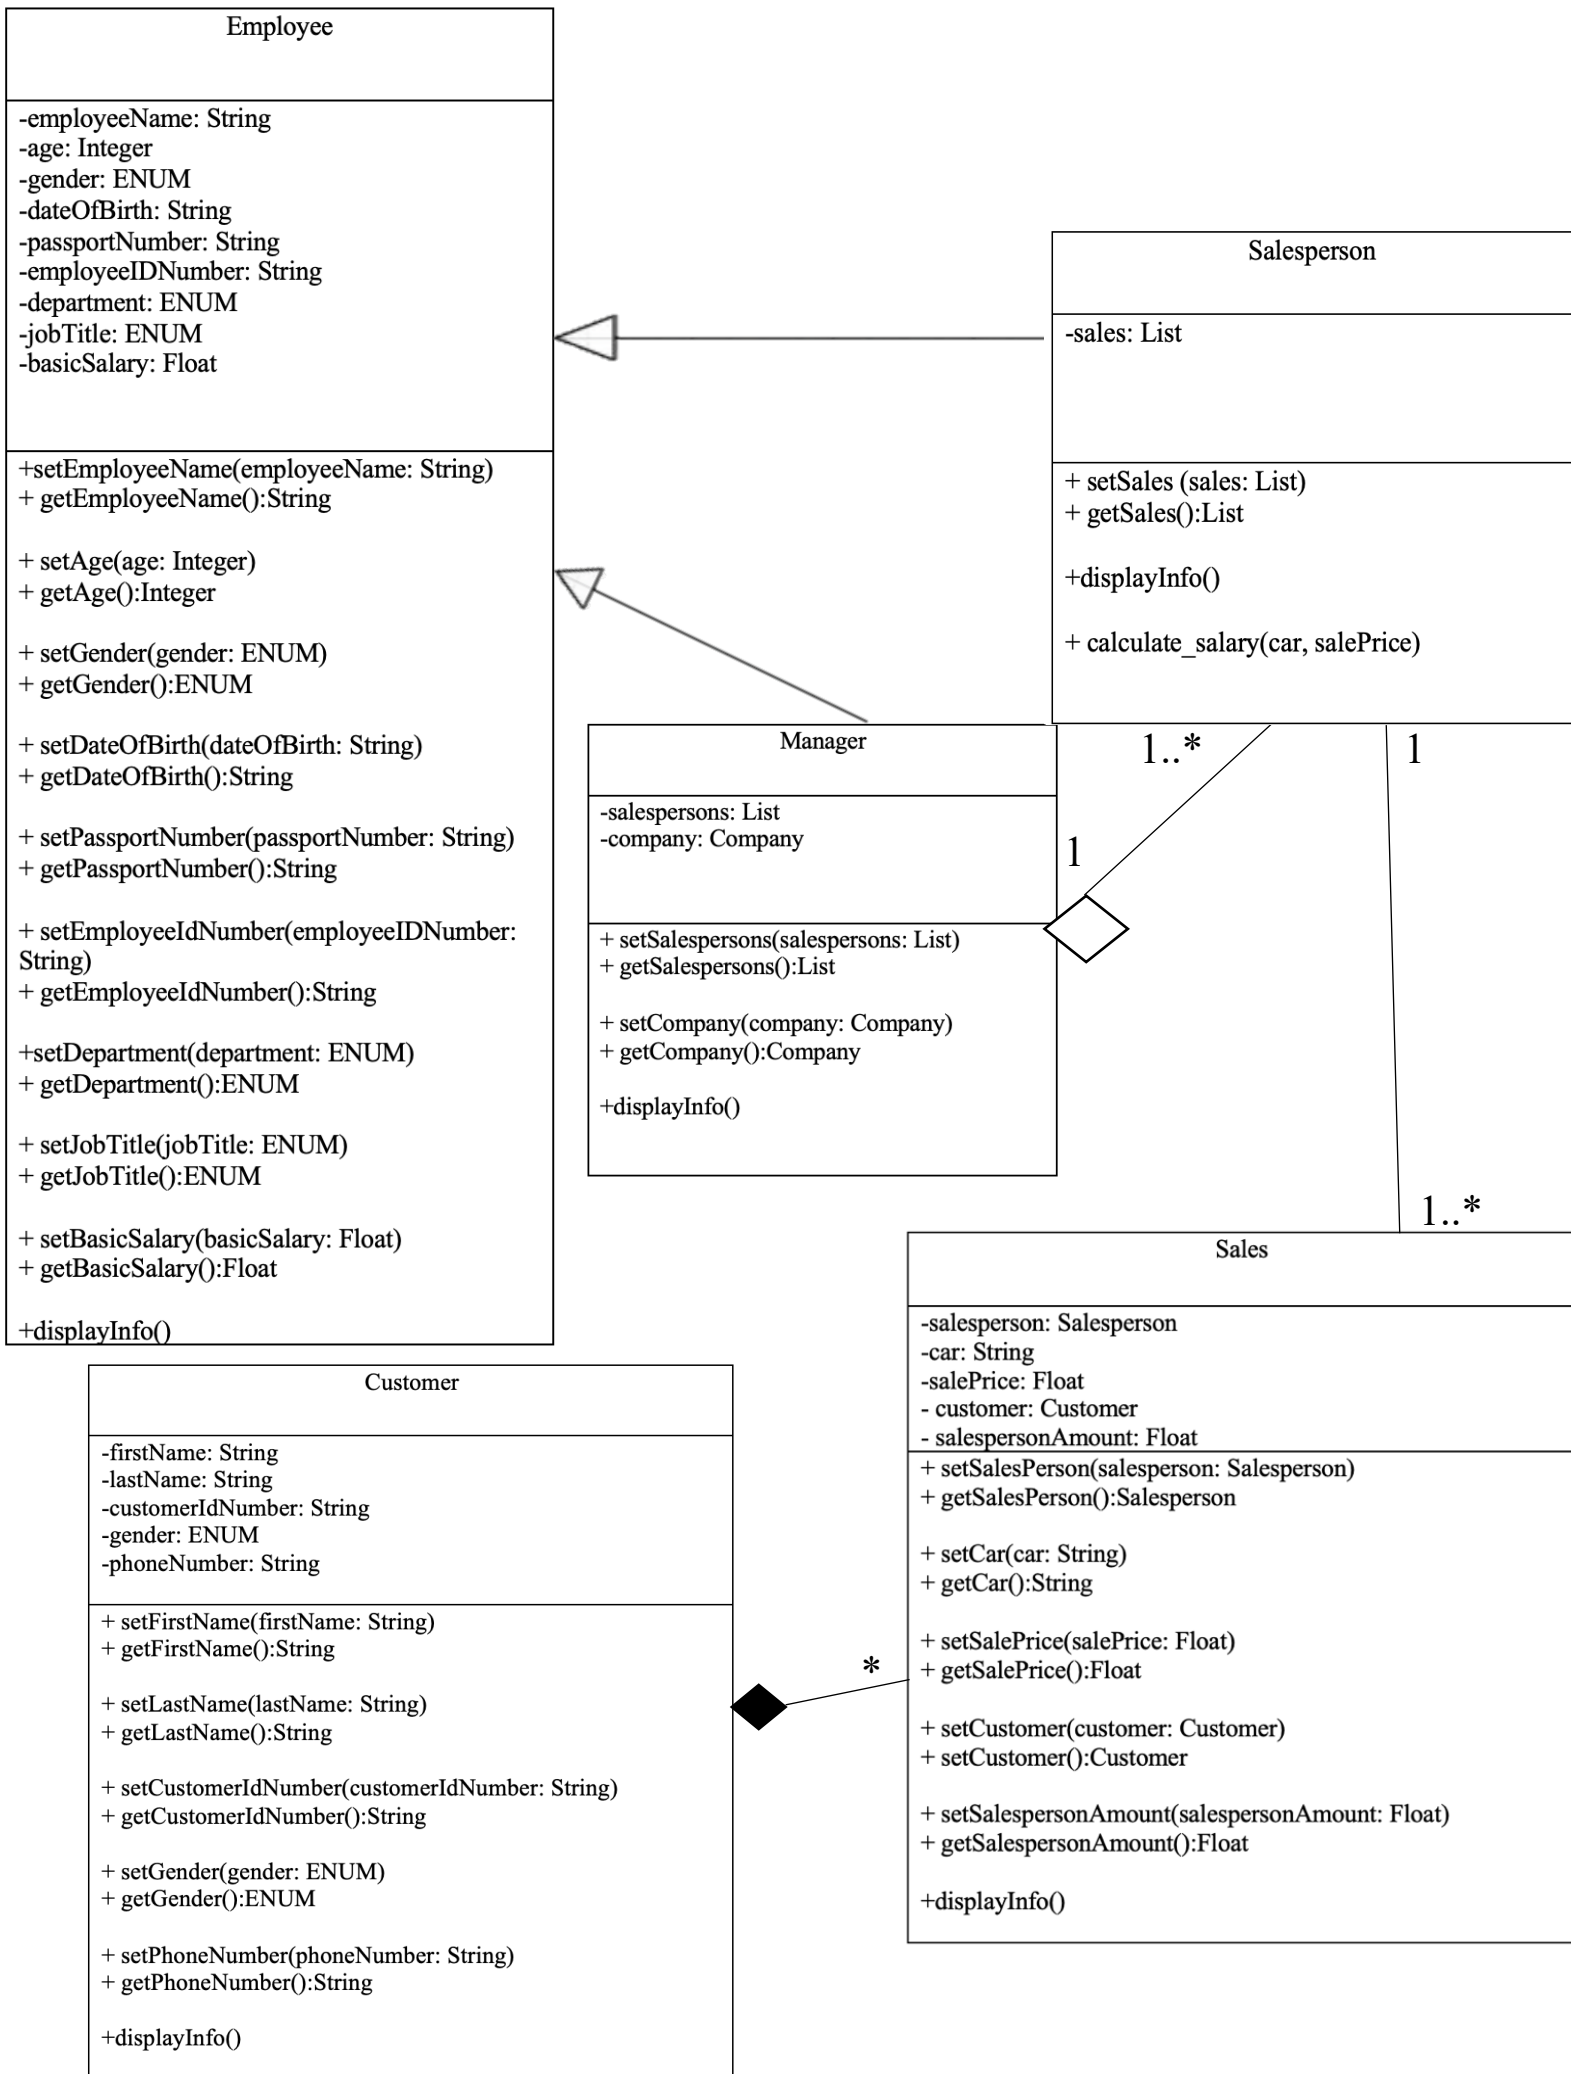 Employee
-employeeName: String
-age: Integer
-gender: ENUM
-dateOfBirth: String
-passportNumber: String
-employeeIDNumber: String
-department: ENUM
-jobTitle: ENUM
-basicSalary: Float
+setEmployeeName(employeeName: String)
+ getEmployeeName():String
+ setAge(age: Integer)
+ getAge():Integer
+ setGender(gender: ENUM)
+ getGender():ENUM
+ setDateOfBirth(dateOfBirth: String)
+ getDateOfBirth():String
+ setPassportNumber(passportNumber: String)
+ getPassportNumber():String
+ setEmployeeIdNumber(employeeIDNumber:
String)
+ getEmployeeIdNumber():String
+setDepartment(department: ENUM)
+ getDepartment():ENUM
+ setJobTitle(jobTitle: ENUM)
+ getJobTitle():ENUM
+ setBasicSalary(basicSalary: Float)
+ getBasicSalary():Float
+displayInfo()
Salesperson
-sales: List
+ setSales (sales: List)
+ getSales():List
+displayInfo()
+ calculate_salary(car, salePrice)
1..*
1
1
1..*
Manager
-salespersons: List
-company: Company
+ setSalespersons(salespersons: List)
+ getSalespersons():List
+ setCompany(company: Company)
+ getCompany():Company
+displayInfo()
Sales
-salesperson: Salesperson
-car: String
-salePrice: Float
- customer: Customer
- salespersonAmount: Float
+ setSalesPerson(salesperson: Salesperson)
+ getSalesPerson():Salesperson
+ setCar(car: String)
+ getCar():String
+ setSalePrice(salePrice: Float)
+ getSalePrice():Float
+ setCustomer(customer: Customer)
+ setCustomer():Customer
+ setSalespersonAmount(salespersonAmount: Float)
+ getSalespersonAmount():Float
+displayInfo()
*
Customer
-firstName: String
-lastName: String
-customerIdNumber: String
-gender: ENUM
-phoneNumber: String
+ setFirstName(firstName: String)
+ getFirstName():String
+ setLastName(lastName: String)
+ getLastName():String
+ setCustomerIdNumber(customerIdNumber: String)
+ getCustomerIdNumber():String
+ setGender(gender: ENUM)
+ getGender():ENUM
+ setPhoneNumber(phoneNumber: String)
+ getPhoneNumber():String
+displayInfo()